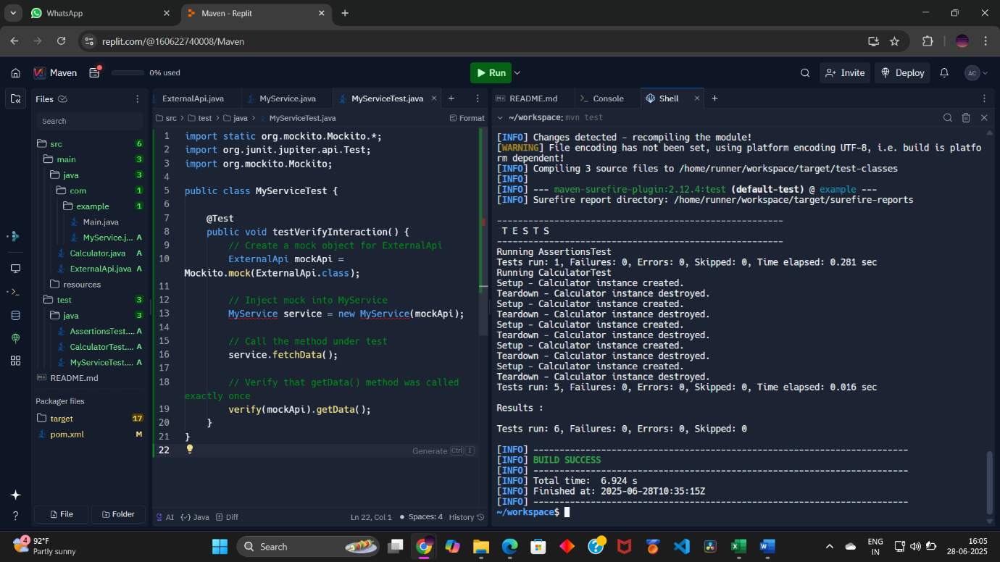 WhatsApp
Maven - Replit
replit.com/@160622740008/Maven
Maven
0% used
Run
Invite
Deploy
AC
Files
Search
src 6
main 3
java 3
com 1
example 1
Main.java
MyService.j... A
Calculator.java A
ExternalApi.java A
resources
test 3
java 3
AssertionsTest.... A
CalculatorTest.... A
MyServiceTest.... A
README.md
Packager files
target 17
pom.xml M
File
Folder
ExternalApi.java
MyService.java
MyServiceTest.java
src > test > java > MyServiceTest.java
Format
1 import static org.mockito.Mockito.*;
2 import org.junit.jupiter.api.Test;
3 import org.mockito.Mockito;
4
5 public class MyServiceTest {
6
7 @Test
8 public void testVerifyInteraction() {
9 // Create a mock object for ExternalApi
10 ExternalApi mockApi =
Mockito.mock(ExternalApi.class);
11
12 // Inject mock into MyService
13 MyService service = new MyService(mockApi);
14
15 // Call the method under test
16 service.fetchData();
17
18 // Verify that getData() method was called
exactly once
19 verify(mockApi).getData();
20 }
21 }
22
Generate Ctrl I
AI
Java
Diff
Ln 22, Col 1
Spaces: 4
History
README.md
Console
Shell
~/workspace: mvn test
[INFO] Changes detected - recompiling the module!
[WARNING] File encoding has not been set, using platform encoding UTF-8, i.e. build is platfo
rm dependent!
[INFO] Compiling 3 source files to /home/runner/workspace/target/test-classes
[INFO]
[INFO] --- maven-surefire-plugin:2.12.4:test (default-test) @ example ---
[INFO] Surefire report directory: /home/runner/workspace/target/surefire-reports
-------------------------------------------------------
T E S T S
-------------------------------------------------------
Running AssertionsTest
Tests run: 1, Failures: 0, Errors: 0, Skipped: 0, Time elapsed: 0.281 sec
Running CalculatorTest
Setup - Calculator instance created.
Teardown - Calculator instance destroyed.
Setup - Calculator instance created.
Teardown - Calculator instance destroyed.
Setup - Calculator instance created.
Teardown - Calculator instance destroyed.
Setup - Calculator instance created.
Teardown - Calculator instance destroyed.
Setup - Calculator instance created.
Teardown - Calculator instance destroyed.
Tests run: 5, Failures: 0, Errors: 0, Skipped: 0, Time elapsed: 0.016 sec
Results :
Tests run: 6, Failures: 0, Errors: 0, Skipped: 0
[INFO] ------------------------------------------------------------------------
[INFO] BUILD SUCCESS
[INFO] ------------------------------------------------------------------------
[INFO] Total time:  6.924 s
[INFO] Finished at: 2025-06-28T10:35:15Z
[INFO] ------------------------------------------------------------------------
~/workspace$
4
92°F
Partly sunny
Search
ENG
IN
16:05
28-06-2025